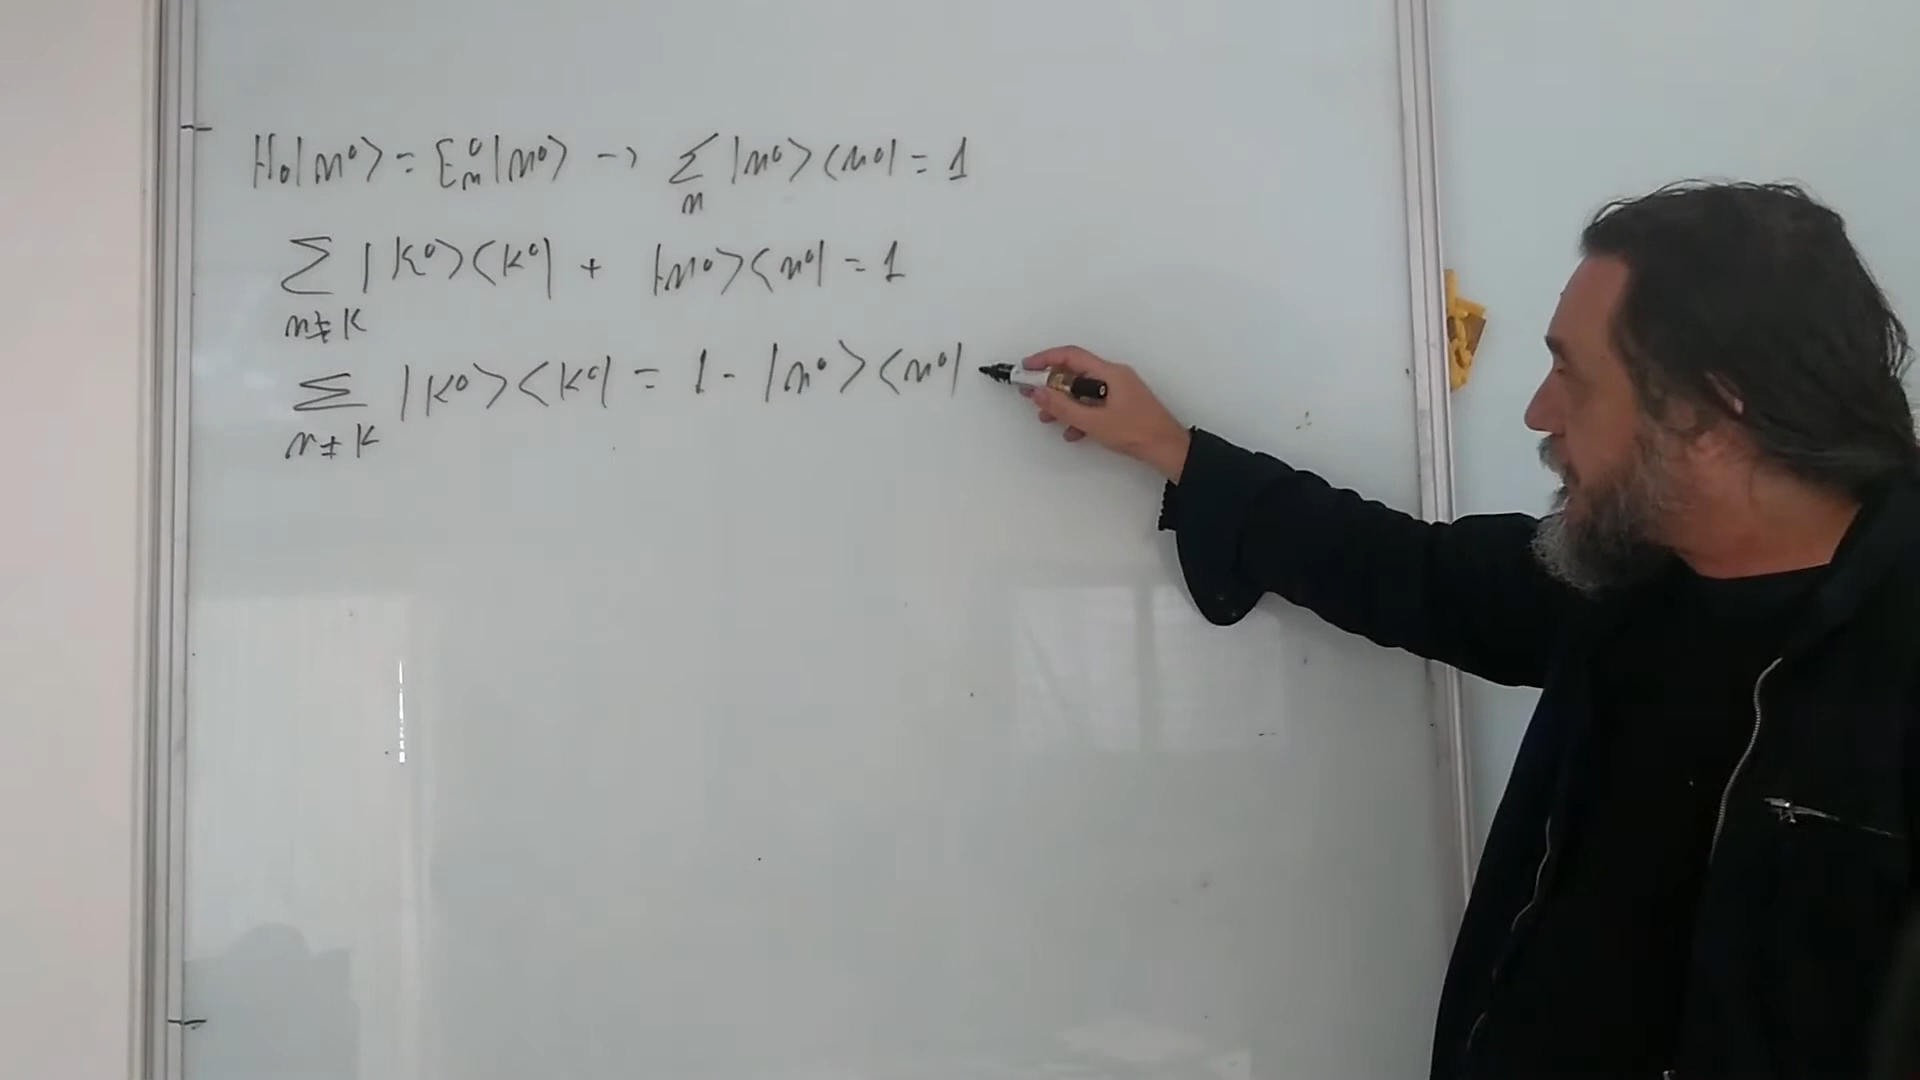 H₀|n⁰> = E⁰ₙ|n⁰> → Σₙ |n⁰><n⁰| = 1
Σ |k⁰><k⁰| + |n⁰><n⁰| = 1
n≠k
Σ |k⁰><k⁰| = 1 - |n⁰><n⁰|
n≠k